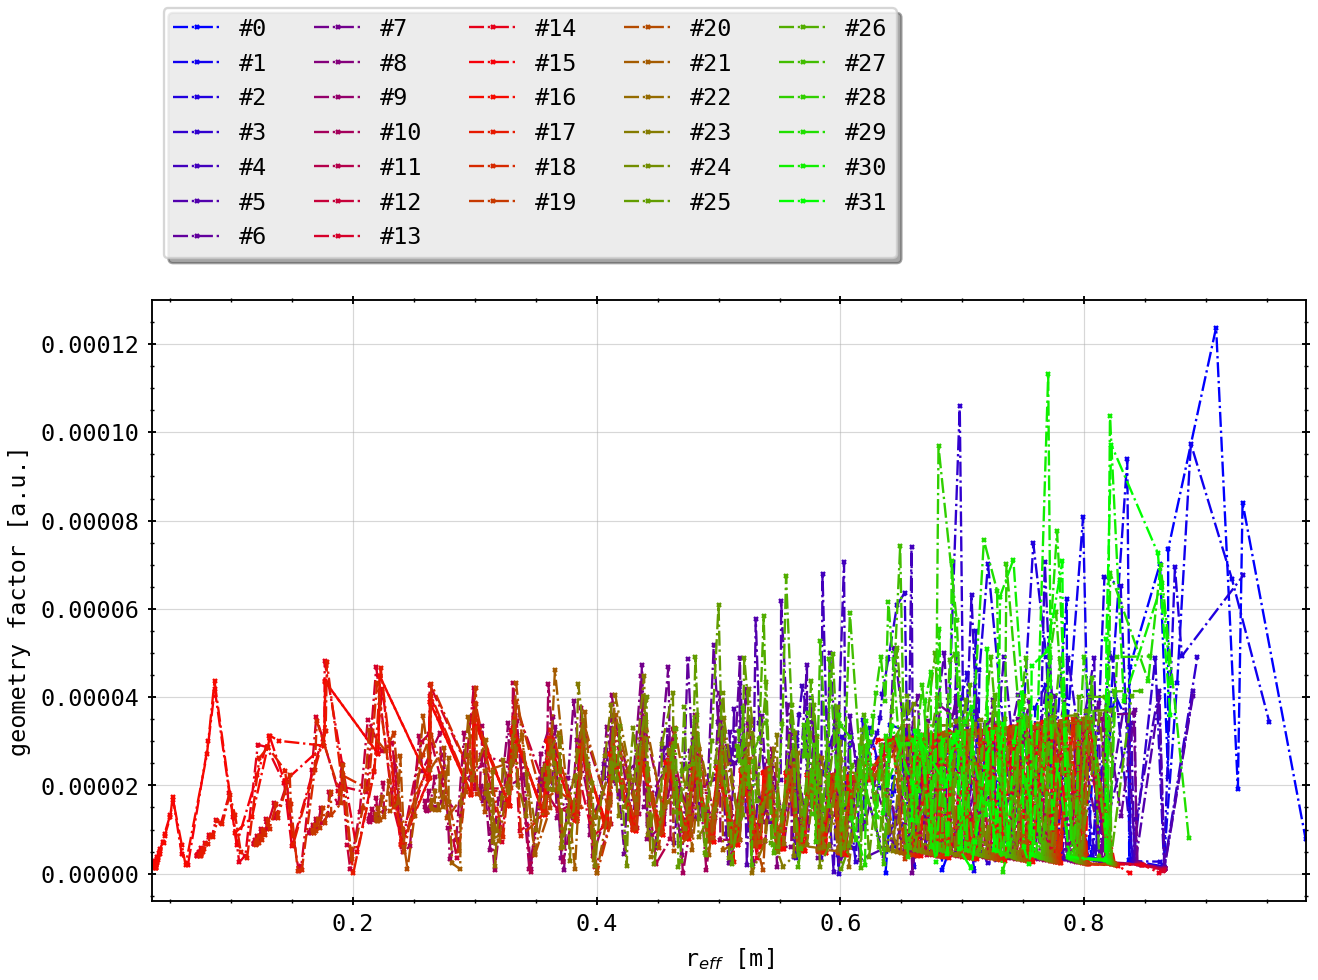 #0 #7 #14 #20 #26
#1 #8 #15 #21 #27
#2 #9 #16 #22 #28
#3 #10 #17 #23 #29
#4 #11 #18 #24 #30
#5 #12 #19 #25 #31
#6 #13
0.00012
0.00010
0.00008
0.00006
0.00004
0.00002
0.00000
geometry factor [a.u.]
0.2 0.4 0.6 0.8
r_eff [m]